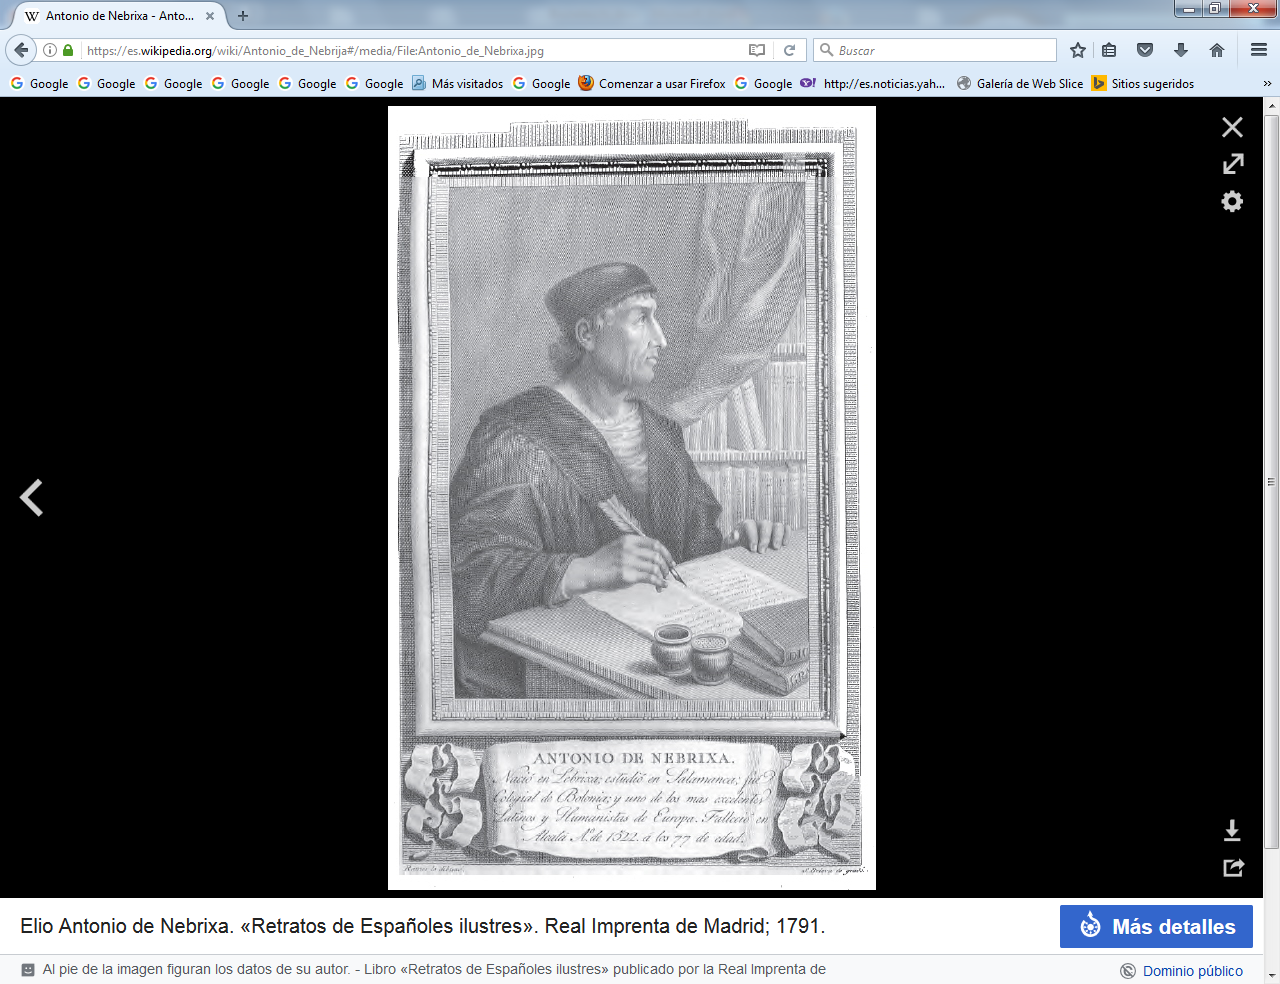 Antonio de Nebrixa - Anto...
https://es.wikipedia.org/wiki/Antonio_de_Nebrija#/media/File:Antonio_de_Nebrixa.jpg
Buscar
Google Google Google Google Google Google Más visitados Google Comenzar a usar Firefox Google http://es.noticias.yah... Galería de Web Slice Sitios sugeridos »
DIC
GRA
ANTONIO DE NEBRIXA.
Nació en Lebrixa; estudió en Salamanca; fue
Colegial de Bolonia; y uno de los mas excelentes
Latinos y Humanistas de Europa. Falleció en
Alcalá A. de 1522. á los 77 de edad.
Elio Antonio de Nebrixa. «Retratos de Españoles ilustres». Real Imprenta de Madrid; 1791.
Más detalles
Al pie de la imagen figuran los datos de su autor. - Libro «Retratos de Españoles ilustres» publicado por la Real Imprenta de
Dominio público